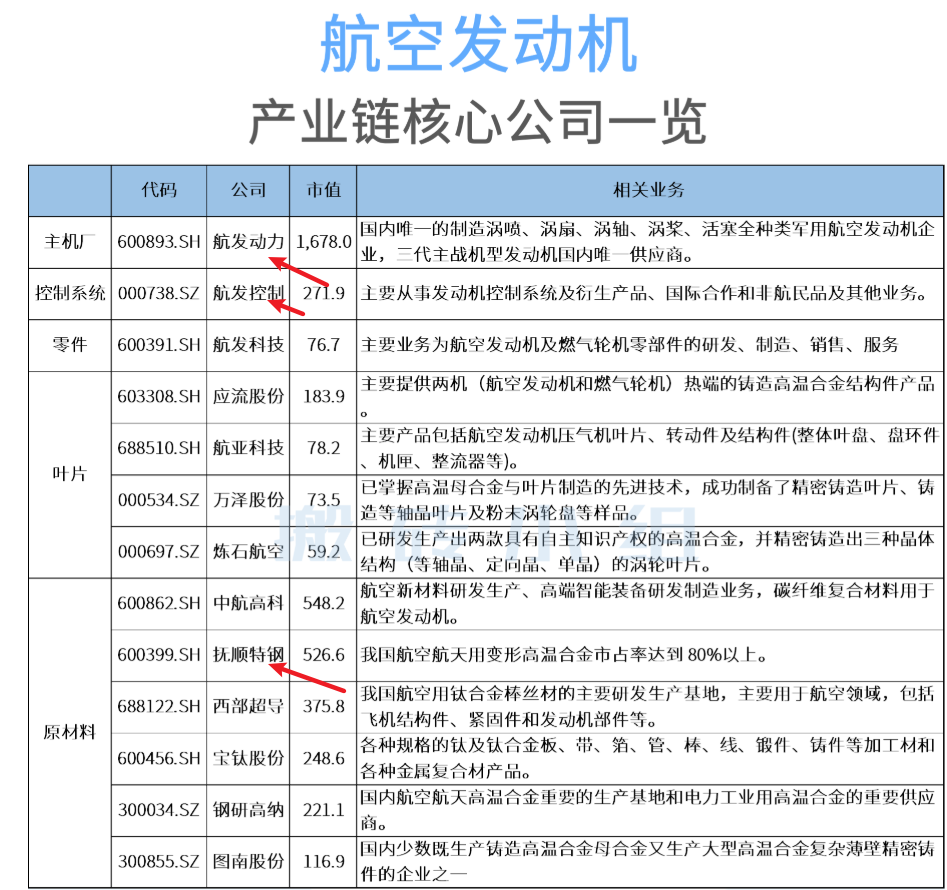 航空发动机
产业链核心公司一览
代码 公司 市值 相关业务
主机厂 600893.SH 航发动力 1,678.0 国内唯一的制造涡喷、涡扇、涡轴、涡桨、活塞全种类军用航空发动机企
业，三代主战机型发动机国内唯一供应商。
控制系统 000738.SZ 航发控制 271.9 主要从事发动机控制系统及衍生产品、国际合作和非航民品及其他业务。
零件 600391.SH 航发科技 76.7 主要业务为航空发动机及燃气轮机零部件的研发、制造、销售、服务
叶片
603308.SH 应流股份 183.9 主要提供两机（航空发动机和燃气轮机）热端的铸造高温合金结构件产品
。
688510.SH 航亚科技 78.2 主要产品包括航空发动机压气机叶片、转动件及结构件(整体叶盘、盘环件
、机匣、整流器等)。
000534.SZ 万泽股份 73.5 已掌握高温母合金与叶片制造的先进技术，成功制备了精密铸造叶片、铸
造等轴晶叶片及粉末涡轮盘等样品。
000697.SZ 炼石航空 59.2 已研发生产出两款具有自主知识产权的高温合金，并精密铸造出三种晶体
结构（等轴晶、定向晶、单晶）的涡轮叶片。
搬砖小组
原材料
600862.SH 中航高科 548.2 航空新材料研发生产、高端智能装备研发制造业务，碳纤维复合材料用于
航空发动机。
600399.SH 抚顺特钢 526.6 我国航空航天用变形高温合金市占率达到80%以上。
688122.SH 西部超导 375.8 我国航空用钛合金棒丝材的主要研发生产基地，主要用于航空领域，包括
飞机结构件、紧固件和发动机部件等。
600456.SH 宝钛股份 248.6 各种规格的钛及钛合金板、带、箔、管、棒、线、锻件、铸件等加工材和
各种金属复合材产品。
300034.SZ 钢研高纳 221.1 国内航空航天高温合金重要的生产基地和电力工业用高温合金的重要供应
商。
300855.SZ 图南股份 116.9 国内少数既生产铸造高温合金母合金又生产大型高温合金复杂薄壁精密铸
件的企业之一